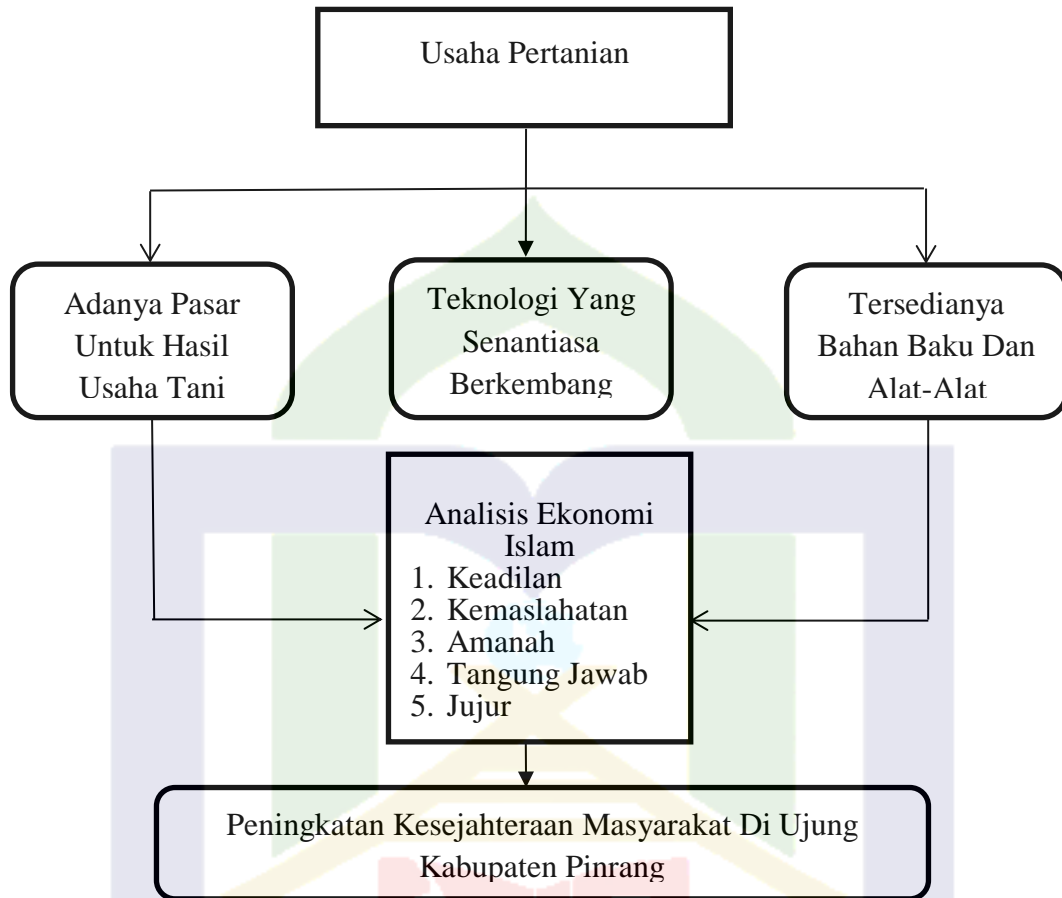 Usaha Pertanian
Adanya Pasar
Untuk Hasil
Usaha Tani
Teknologi Yang
Senantiasa
Berkembang
Tersedianya
Bahan Baku Dan
Alat-Alat
Analisis Ekonomi
Islam
1. Keadilan
2. Kemaslahatan
3. Amanah
4. Tangung Jawab
5. Jujur
Peningkatan Kesejahteraan Masyarakat Di Ujung
Kabupaten Pinrang